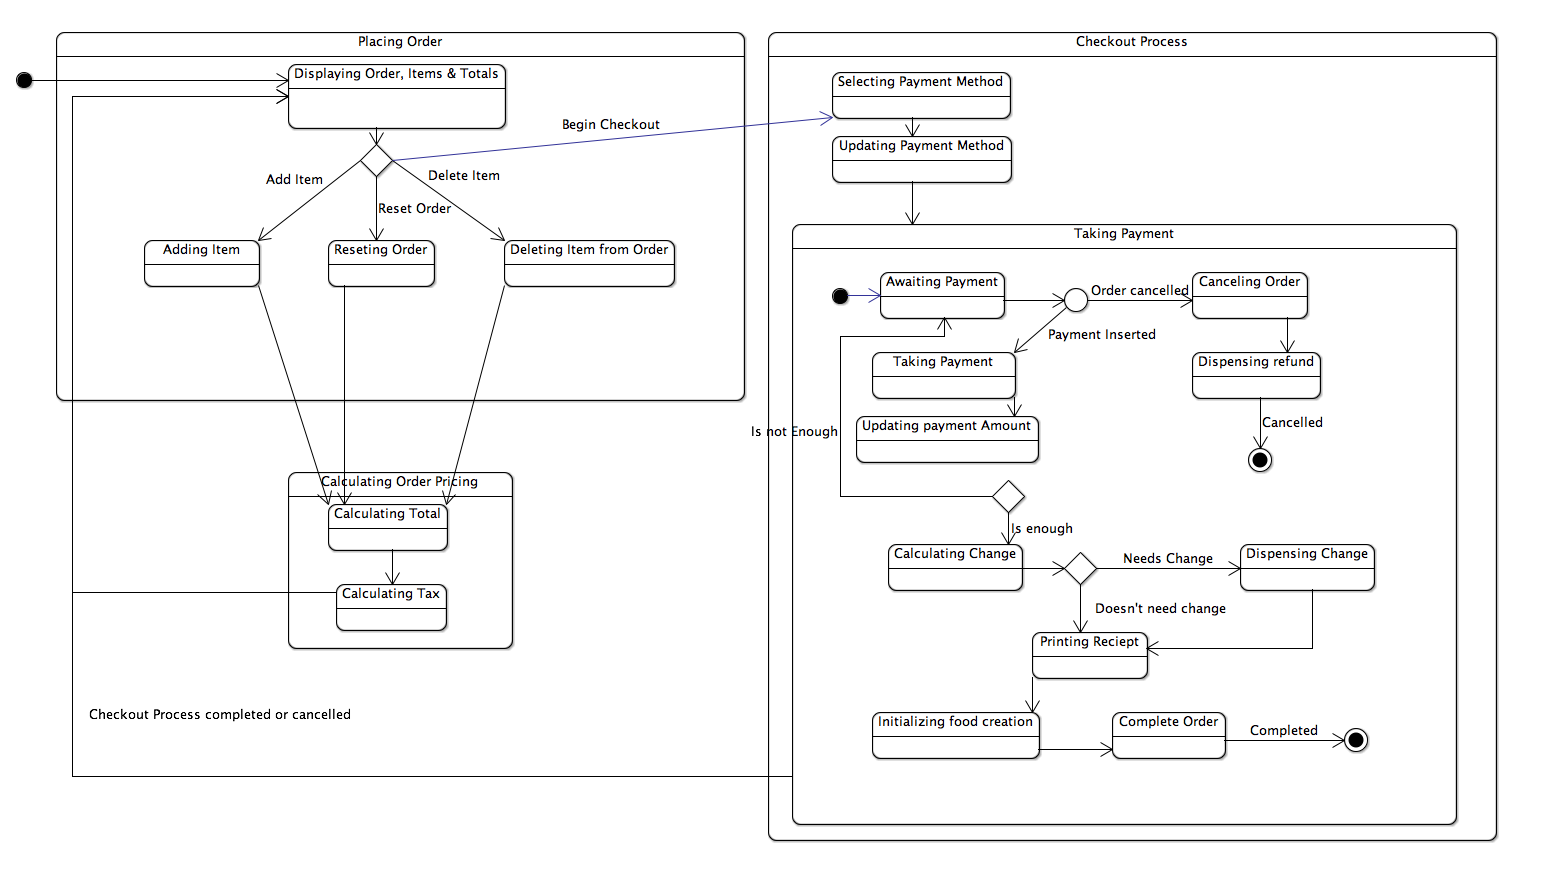 Placing Order
Displaying Order, Items & Totals
Begin Checkout
Add Item
Delete Item
Reset Order
Adding Item
Reseting Order
Deleting Item from Order
Calculating Order Pricing
Calculating Total
Calculating Tax
Checkout Process completed or cancelled
Checkout Process
Selecting Payment Method
Updating Payment Method
Taking Payment
Awaiting Payment
Order cancelled
Canceling Order
Payment Inserted
Taking Payment
Dispensing refund
Updating payment Amount
Cancelled
Is not Enough
Is enough
Calculating Change
Needs Change
Dispensing Change
Doesn't need change
Printing Reciept
Initializing food creation
Complete Order
Completed